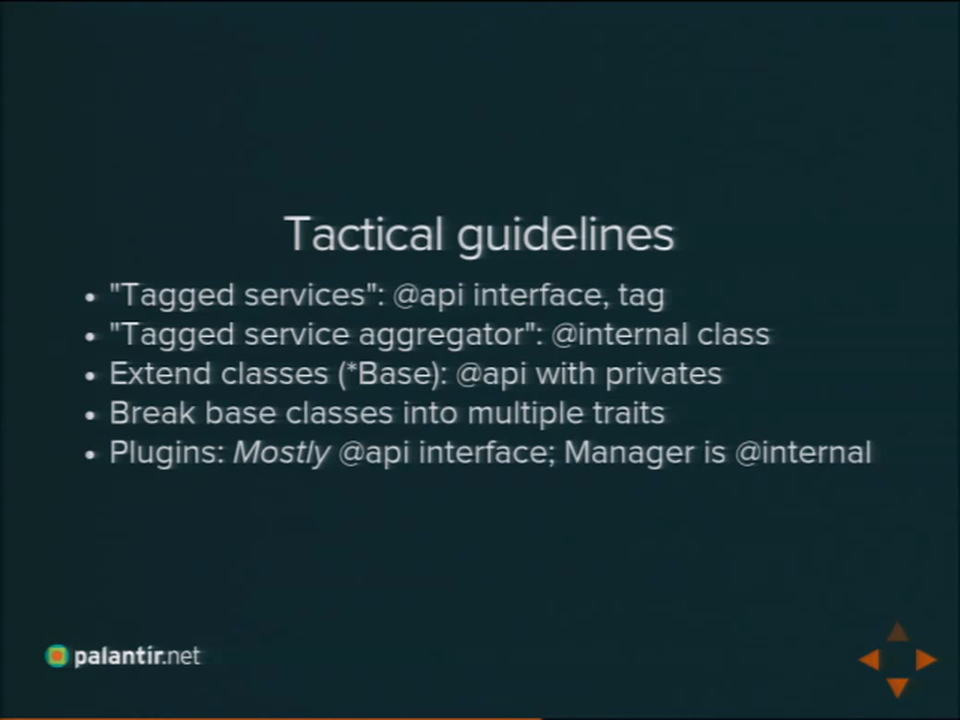 Tactical guidelines
• "Tagged services": @api interface, tag
• "Tagged service aggregator": @internal class
• Extend classes (*Base): @api with privates
• Break base classes into multiple traits
• Plugins: Mostly @api interface; Manager is @internal
palantir.net